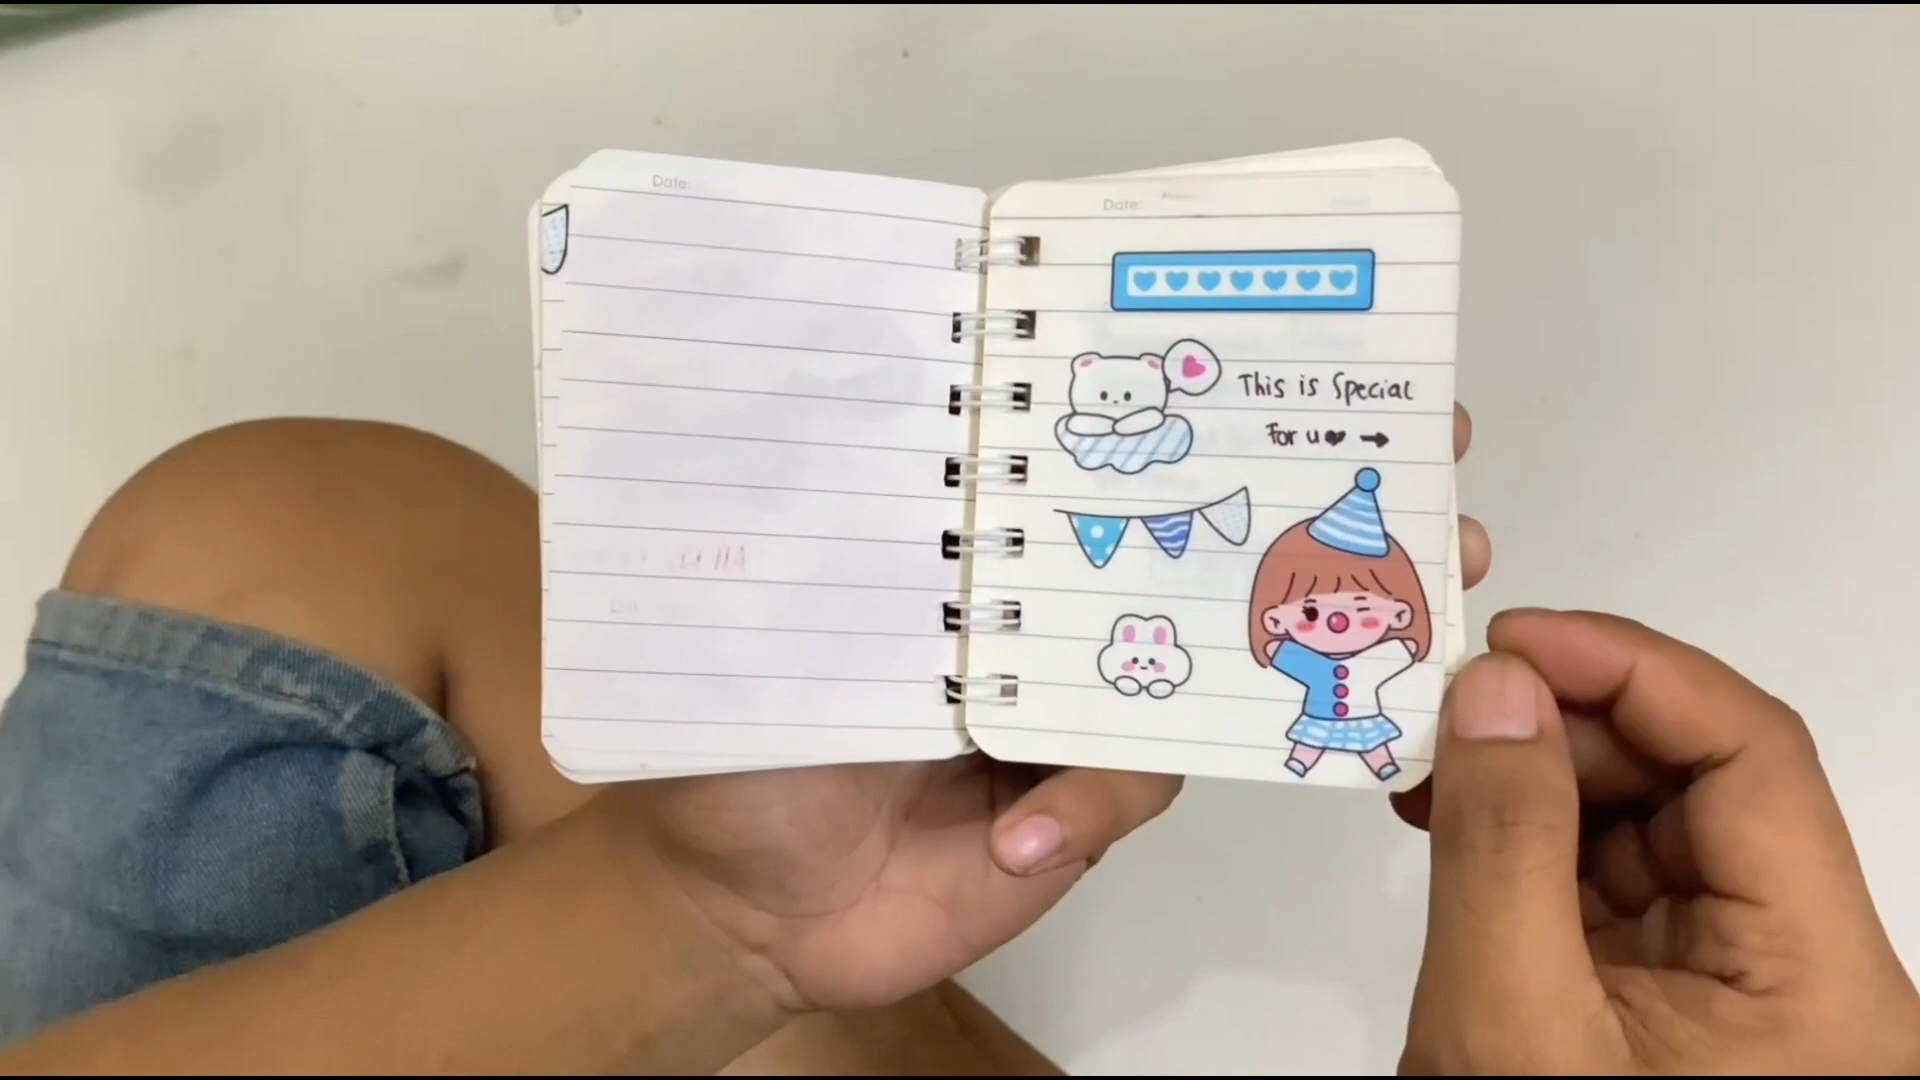 Date:
Date:
This is Special
For u♥ →